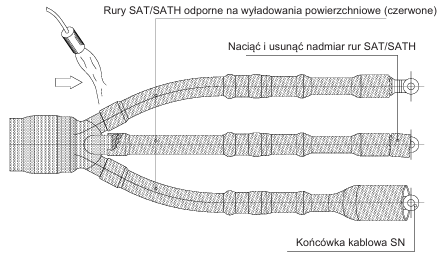 Rury SAT/SATH odporne na wyładowania powierzchniowe (czerwone)
Naciąć i usunąć nadmiar rur SAT/SATH
Końcówka kablowa SN